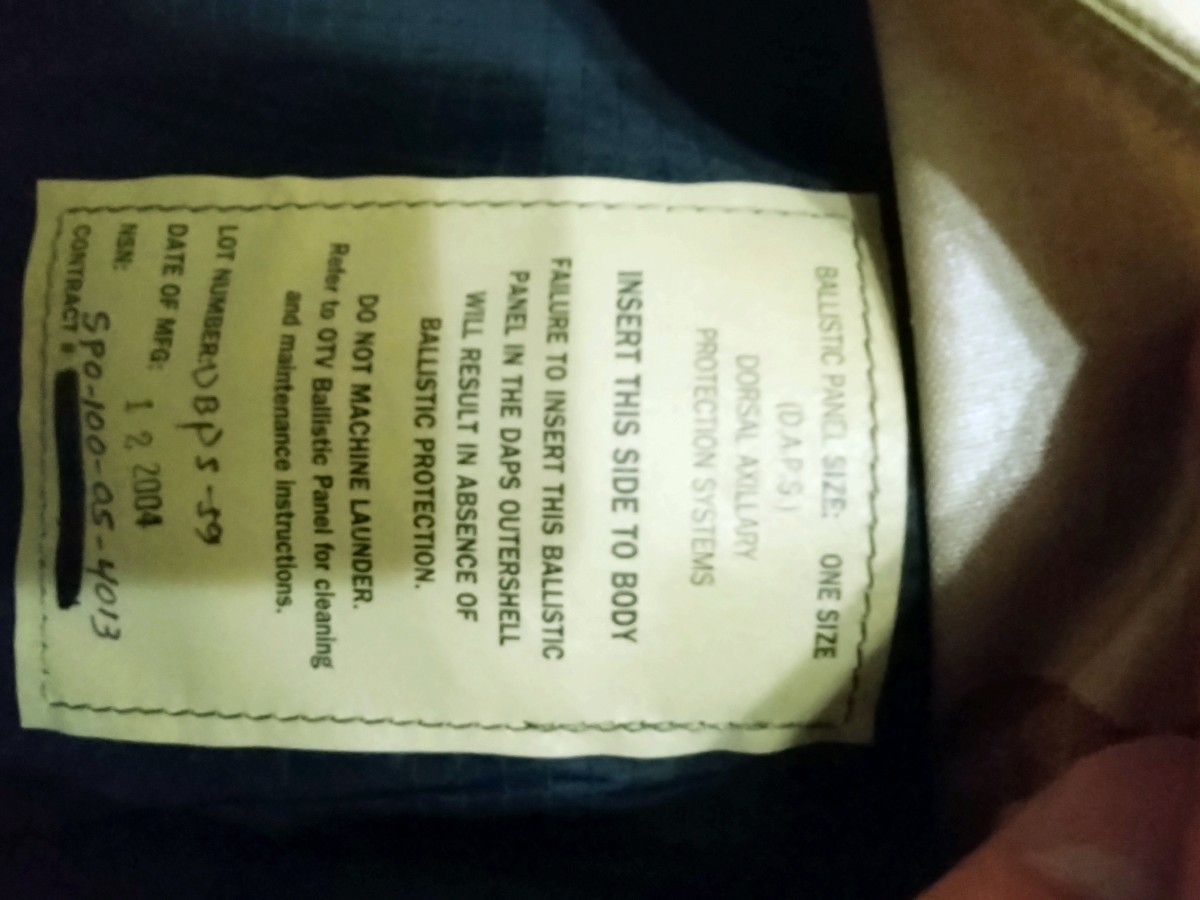 BALLISTIC PANEL SIZE: ONE SIZE
(D.A.P.S.)
DORSAL AXILLARY
PROTECTION SYSTEMS
INSERT THIS SIDE TO BODY
FAILURE TO INSERT THIS BALLISTIC
PANEL IN THE DAPS OUTERSHELL
WILL RESULT IN ABSENCE OF
BALLISTIC PROTECTION.
DO NOT MACHINE LAUNDER.
Refer to OTV Ballistic Panel for cleaning
and maintenance instructions.
LOT NUMBER: UBPS-59
DATE OF MFG: 12 2004
NSN:
CONTRACT # SPO-100-05-4013